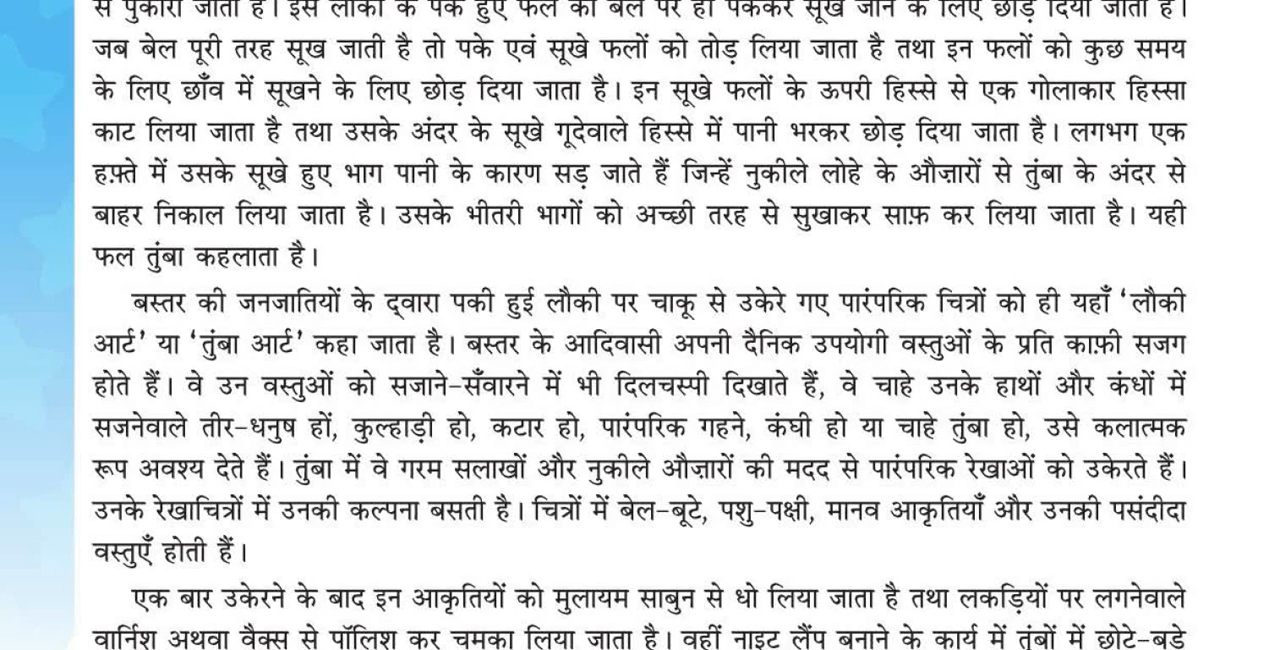 से पुकारा जाता है। इस लौकी के पके हुए फल को बेल पर ही पककर सूख जाने के लिए छोड़ दिया जाता है।
जब बेल पूरी तरह सूख जाती है तो पके एवं सूखे फलों को तोड़ लिया जाता है तथा इन फलों को कुछ समय
के लिए छाँव में सूखने के लिए छोड़ दिया जाता है। इन सूखे फलों के ऊपरी हिस्से से एक गोलाकार हिस्सा
काट लिया जाता है तथा उसके अंदर के सूखे गूदेवाले हिस्से में पानी भरकर छोड़ दिया जाता है। लगभग एक
हफ़्ते में उसके सूखे हुए भाग पानी के कारण सड़ जाते हैं जिन्हें नुकीले लोहे के औज़ारों से तुंबा के अंदर से
बाहर निकाल लिया जाता है। उसके भीतरी भागों को अच्छी तरह से सुखाकर साफ़ कर लिया जाता है। यही
फल तुंबा कहलाता है।
बस्तर की जनजातियों के द्वारा पकी हुई लौकी पर चाकू से उकेरे गए पारंपरिक चित्रों को ही यहाँ ‘लौकी
आर्ट’ या ‘तुंबा आर्ट’ कहा जाता है। बस्तर के आदिवासी अपनी दैनिक उपयोगी वस्तुओं के प्रति काफ़ी सजग
होते हैं। वे उन वस्तुओं को सजाने-सँवारने में भी दिलचस्पी दिखाते हैं, वे चाहे उनके हाथों और कंधों में
सजनेवाले तीर-धनुष हों, कुल्हाड़ी हो, कटार हो, पारंपरिक गहने, कंघी हो या चाहे तुंबा हो, उसे कलात्मक
रूप अवश्य देते हैं। तुंबा में वे गरम सलाखों और नुकीले औज़ारों की मदद से पारंपरिक रेखाओं को उकेरते हैं।
उनके रेखाचित्रों में उनकी कल्पना बसती है। चित्रों में बेल-बूटे, पशु-पक्षी, मानव आकृतियाँ और उनकी पसंदीदा
वस्तुएँ होती हैं।
एक बार उकेरने के बाद इन आकृतियों को मुलायम साबुन से धो लिया जाता है तथा लकड़ियों पर लगनेवाले
वार्निश अथवा वैक्स से पॉलिश कर चमका लिया जाता है। वहीं नाइट लैंप बनाने के कार्य में तुंबों में छोटे-बड़े